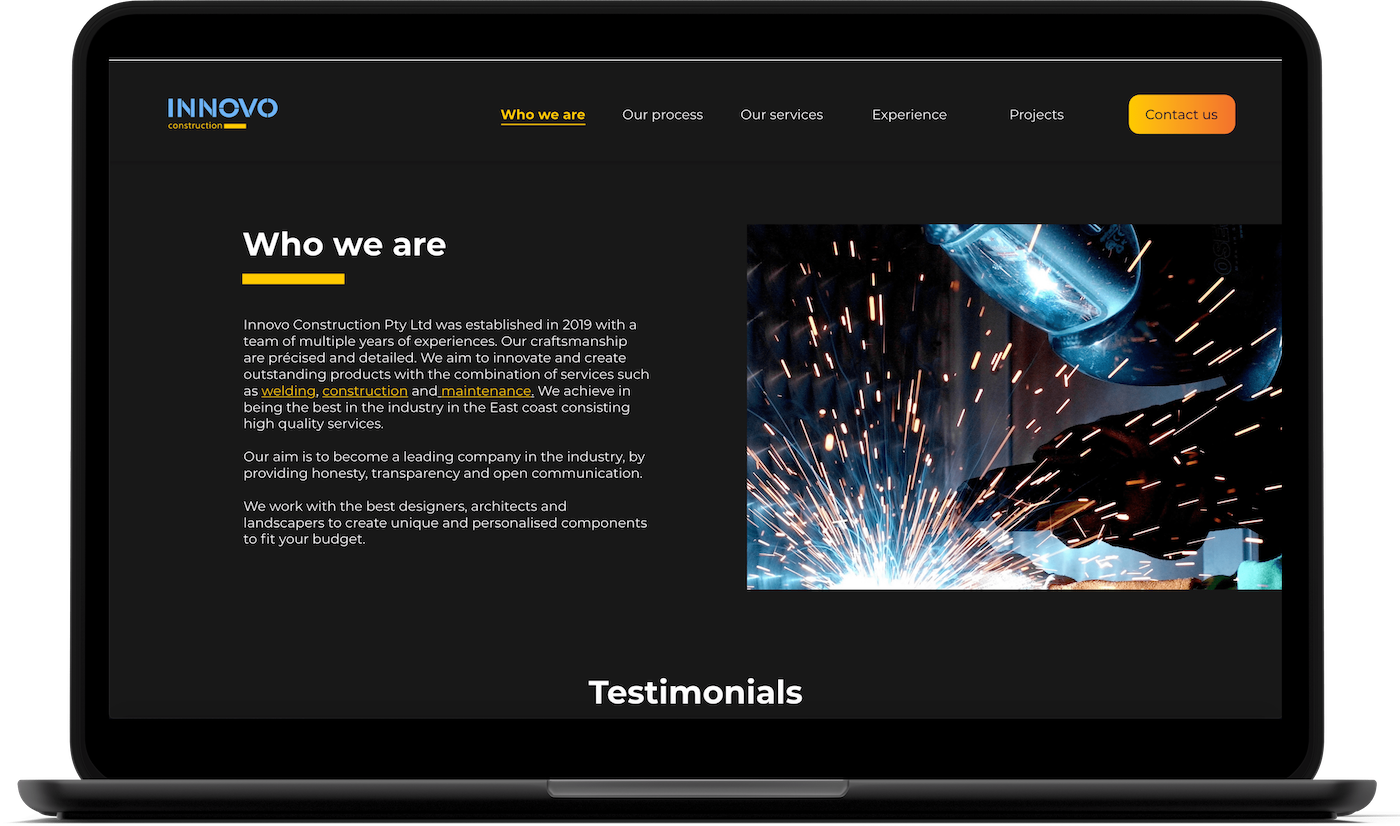 INNOVO
construction
Who we are
Our process
Our services
Experience
Projects
Contact us
Who we are
Innovo Construction Pty Ltd was established in 2019 with a
team of multiple years of experiences. Our craftsmanship
are précised and detailed. We aim to innovate and create
outstanding products with the combination of services such
as welding, construction and maintenance. We achieve in
being the best in the industry in the East coast consisting
high quality services.
Our aim is to become a leading company in the industry, by
providing honesty, transparency and open communication.
We work with the best designers, architects and
landscapers to create unique and personalised components
to fit your budget.
Testimonials